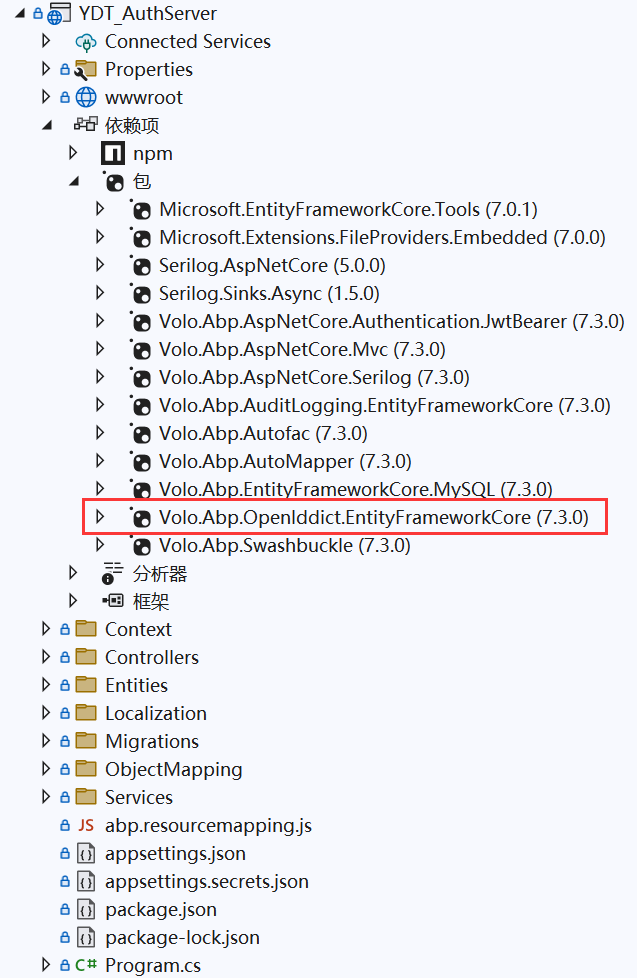 YDT_AuthServer
Connected Services
Properties
wwwroot
依赖项
npm
包
Microsoft.EntityFrameworkCore.Tools (7.0.1)
Microsoft.Extensions.FileProviders.Embedded (7.0.0)
Serilog.AspNetCore (5.0.0)
Serilog.Sinks.Async (1.5.0)
Volo.Abp.AspNetCore.Authentication.JwtBearer (7.3.0)
Volo.Abp.AspNetCore.Mvc (7.3.0)
Volo.Abp.AspNetCore.Serilog (7.3.0)
Volo.Abp.AuditLogging.EntityFrameworkCore (7.3.0)
Volo.Abp.Autofac (7.3.0)
Volo.Abp.AutoMapper (7.3.0)
Volo.Abp.EntityFrameworkCore.MySQL (7.3.0)
Volo.Abp.OpenIddict.EntityFrameworkCore (7.3.0)
Volo.Abp.Swashbuckle (7.3.0)
分析器
框架
Context
Controllers
Entities
Localization
Migrations
ObjectMapping
Services
JS abp.resourcemapping.js
appsettings.json
appsettings.secrets.json
package.json
package-lock.json
C# Program.cs